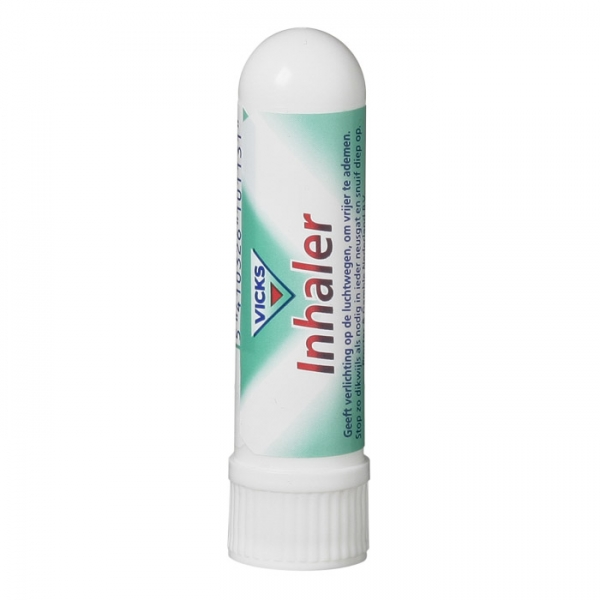 VICKS
Inhaler
Geeft verlichting op de luchtwegen, om vrijer te ademen.
Stop zo dikwijls als nodig in ieder neusgat en snuif diep op.